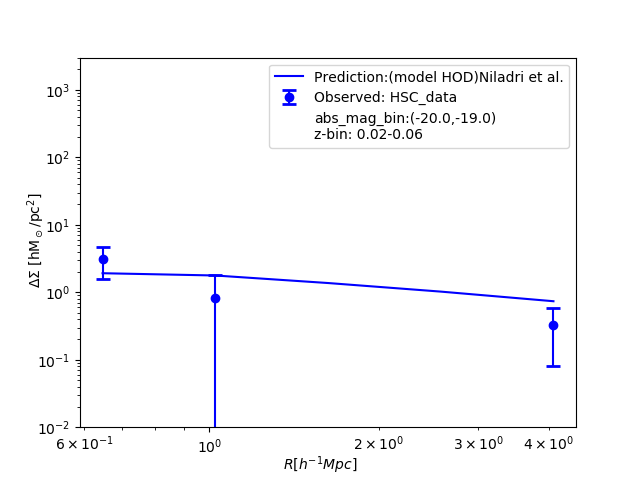 Prediction:(model HOD)Niladri et al.
Observed: HSC_data
abs_mag_bin:(-20.0,-19.0)
z-bin: 0.02-0.06
10³
10²
10¹
10⁰
10⁻¹
10⁻²
ΔΣ [hM⊙/pc²]
6 × 10⁻¹ 10⁰ 2 × 10⁰ 3 × 10⁰ 4 × 10⁰
R[h⁻¹Mpc]